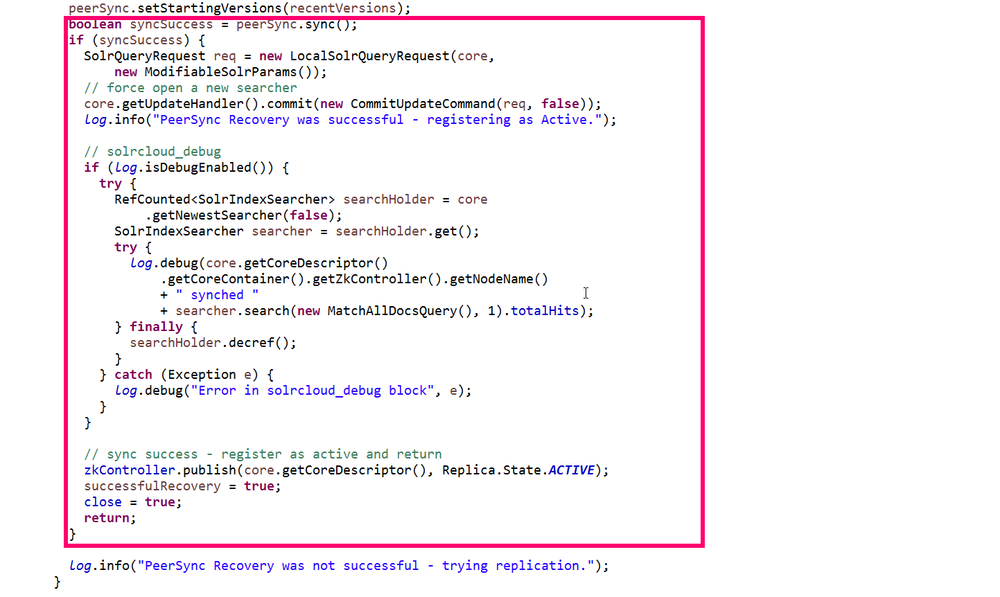 peerSync.setStartingVersions(recentVersions);
boolean syncSuccess = peerSync.sync();
if (syncSuccess) {
  SolrQueryRequest req = new LocalSolrQueryRequest(core,
      new ModifiableSolrParams());
  // force open a new searcher
  core.getUpdateHandler().commit(new CommitUpdateCommand(req, false));
  log.info("PeerSync Recovery was successful - registering as Active.");

  // solrcloud_debug
  if (log.isDebugEnabled()) {
    try {
      RefCounted<SolrIndexSearcher> searchHolder = core
          .getNewestSearcher(false);
      SolrIndexSearcher searcher = searchHolder.get();
      try {
        log.debug(core.getCoreDescriptor()
            .getCoreContainer().getZkController().getNodeName()
            + " synched "
            + searcher.search(new MatchAllDocsQuery(), 1).totalHits);
      } finally {
        searchHolder.decref();
      }
    } catch (Exception e) {
      log.debug("Error in solrcloud_debug block", e);
    }
  }

  // sync success - register as active and return
  zkController.publish(core.getCoreDescriptor(), Replica.State.ACTIVE);
  successfulRecovery = true;
  close = true;
  return;
}

log.info("PeerSync Recovery was not successful - trying replication.");
}